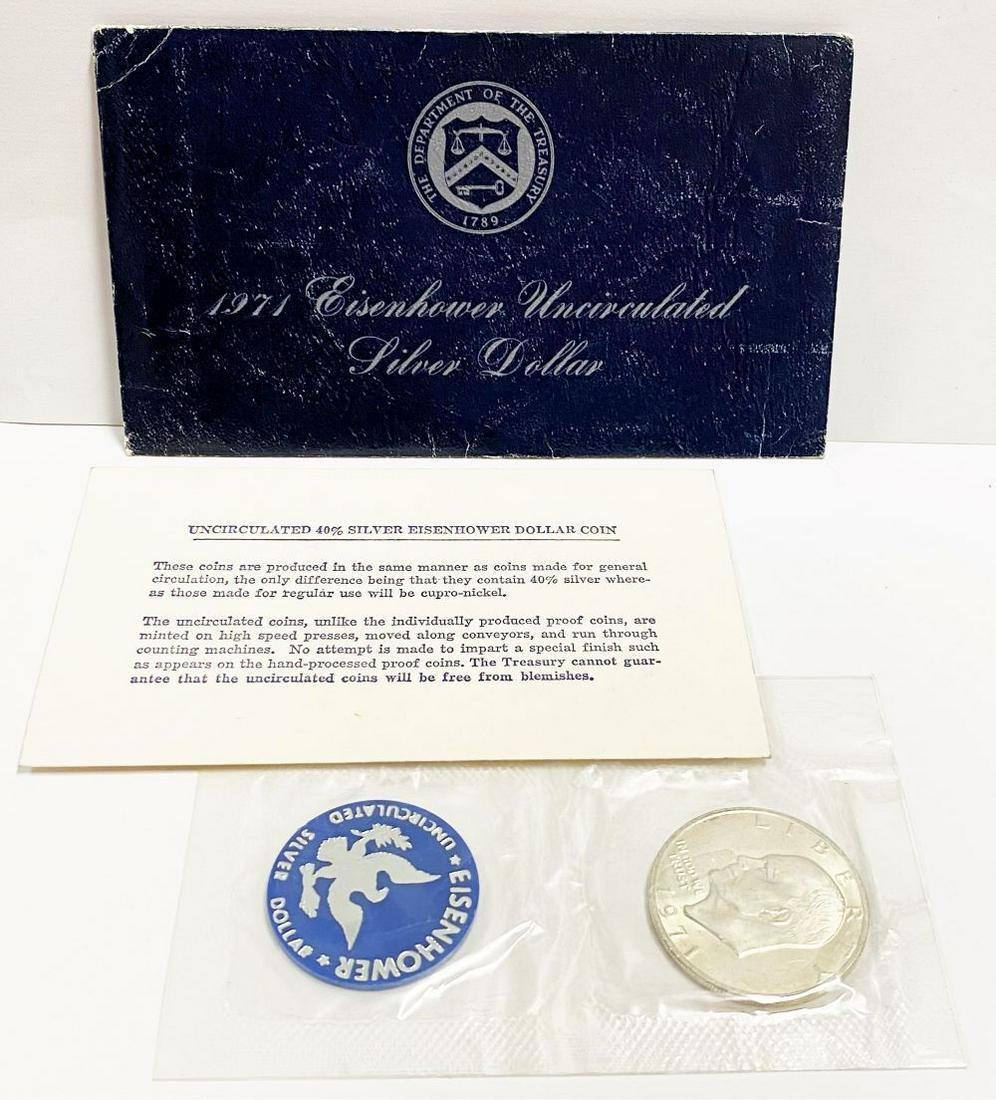 THE DEPARTMENT OF THE TREASURY
1789
1971 Eisenhower Uncirculated
Silver Dollar
UNCIRCULATED 40% SILVER EISENHOWER DOLLAR COIN
These coins are produced in the same manner as coins made for general
circulation, the only difference being that they contain 40% silver where-
as those made for regular use will be cupro-nickel.
The uncirculated coins, unlike the individually produced proof coins, are
minted on high speed presses, moved along conveyors, and run through
counting machines. No attempt is made to impart a special finish such
as appears on the hand-processed proof coins. The Treasury cannot guar-
antee that the uncirculated coins will be free from blemishes.
EISENHOWER
UNCIRCULATED SILVER DOLLAR
LIBERTY
IN GOD WE
TRUST
1971